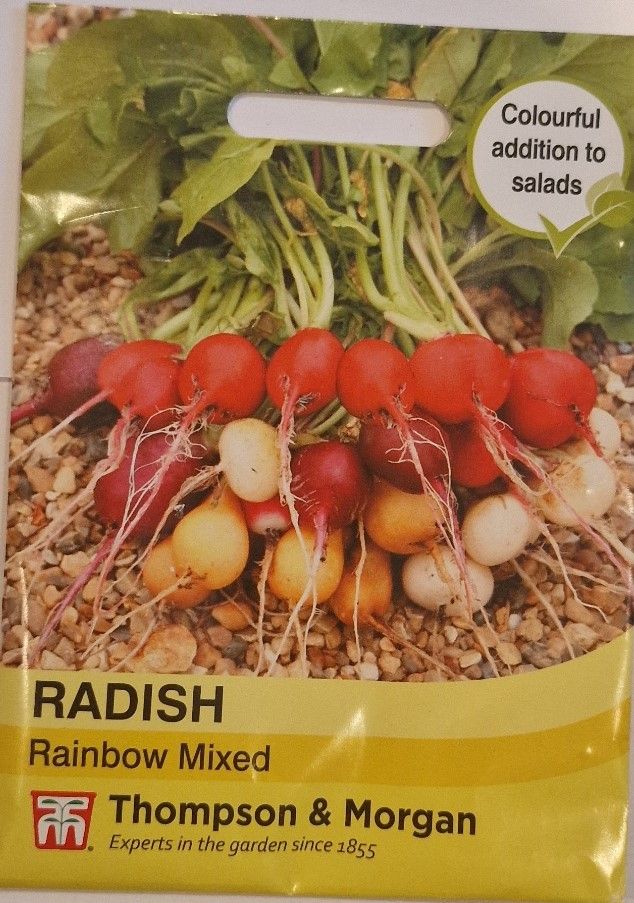 Colourful
addition to
salads
RADISH
Rainbow Mixed
Thompson & Morgan
Experts in the garden since 1855